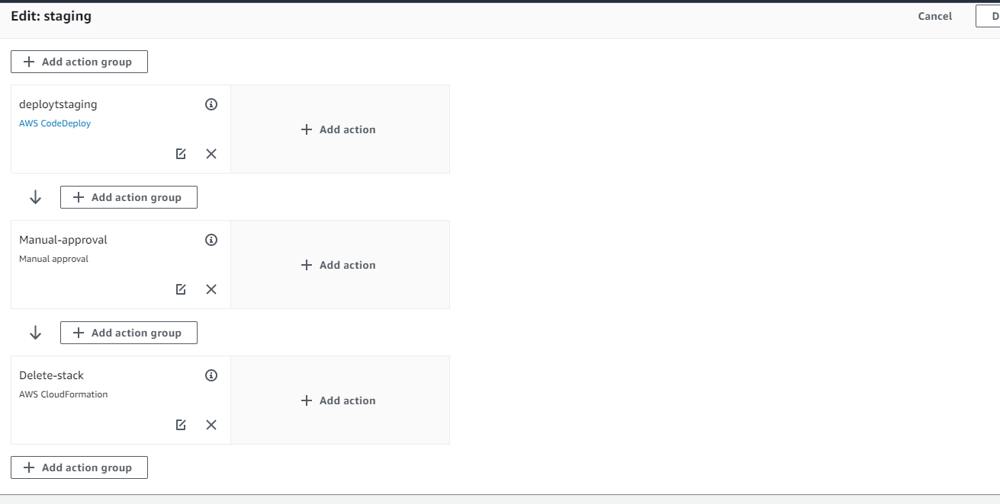 Edit: staging
Cancel
D
Add action group
deploytstaging
AWS CodeDeploy
Add action
Add action group
Manual-approval
Manual approval
Add action
Add action group
Delete-stack
AWS CloudFormation
Add action
Add action group